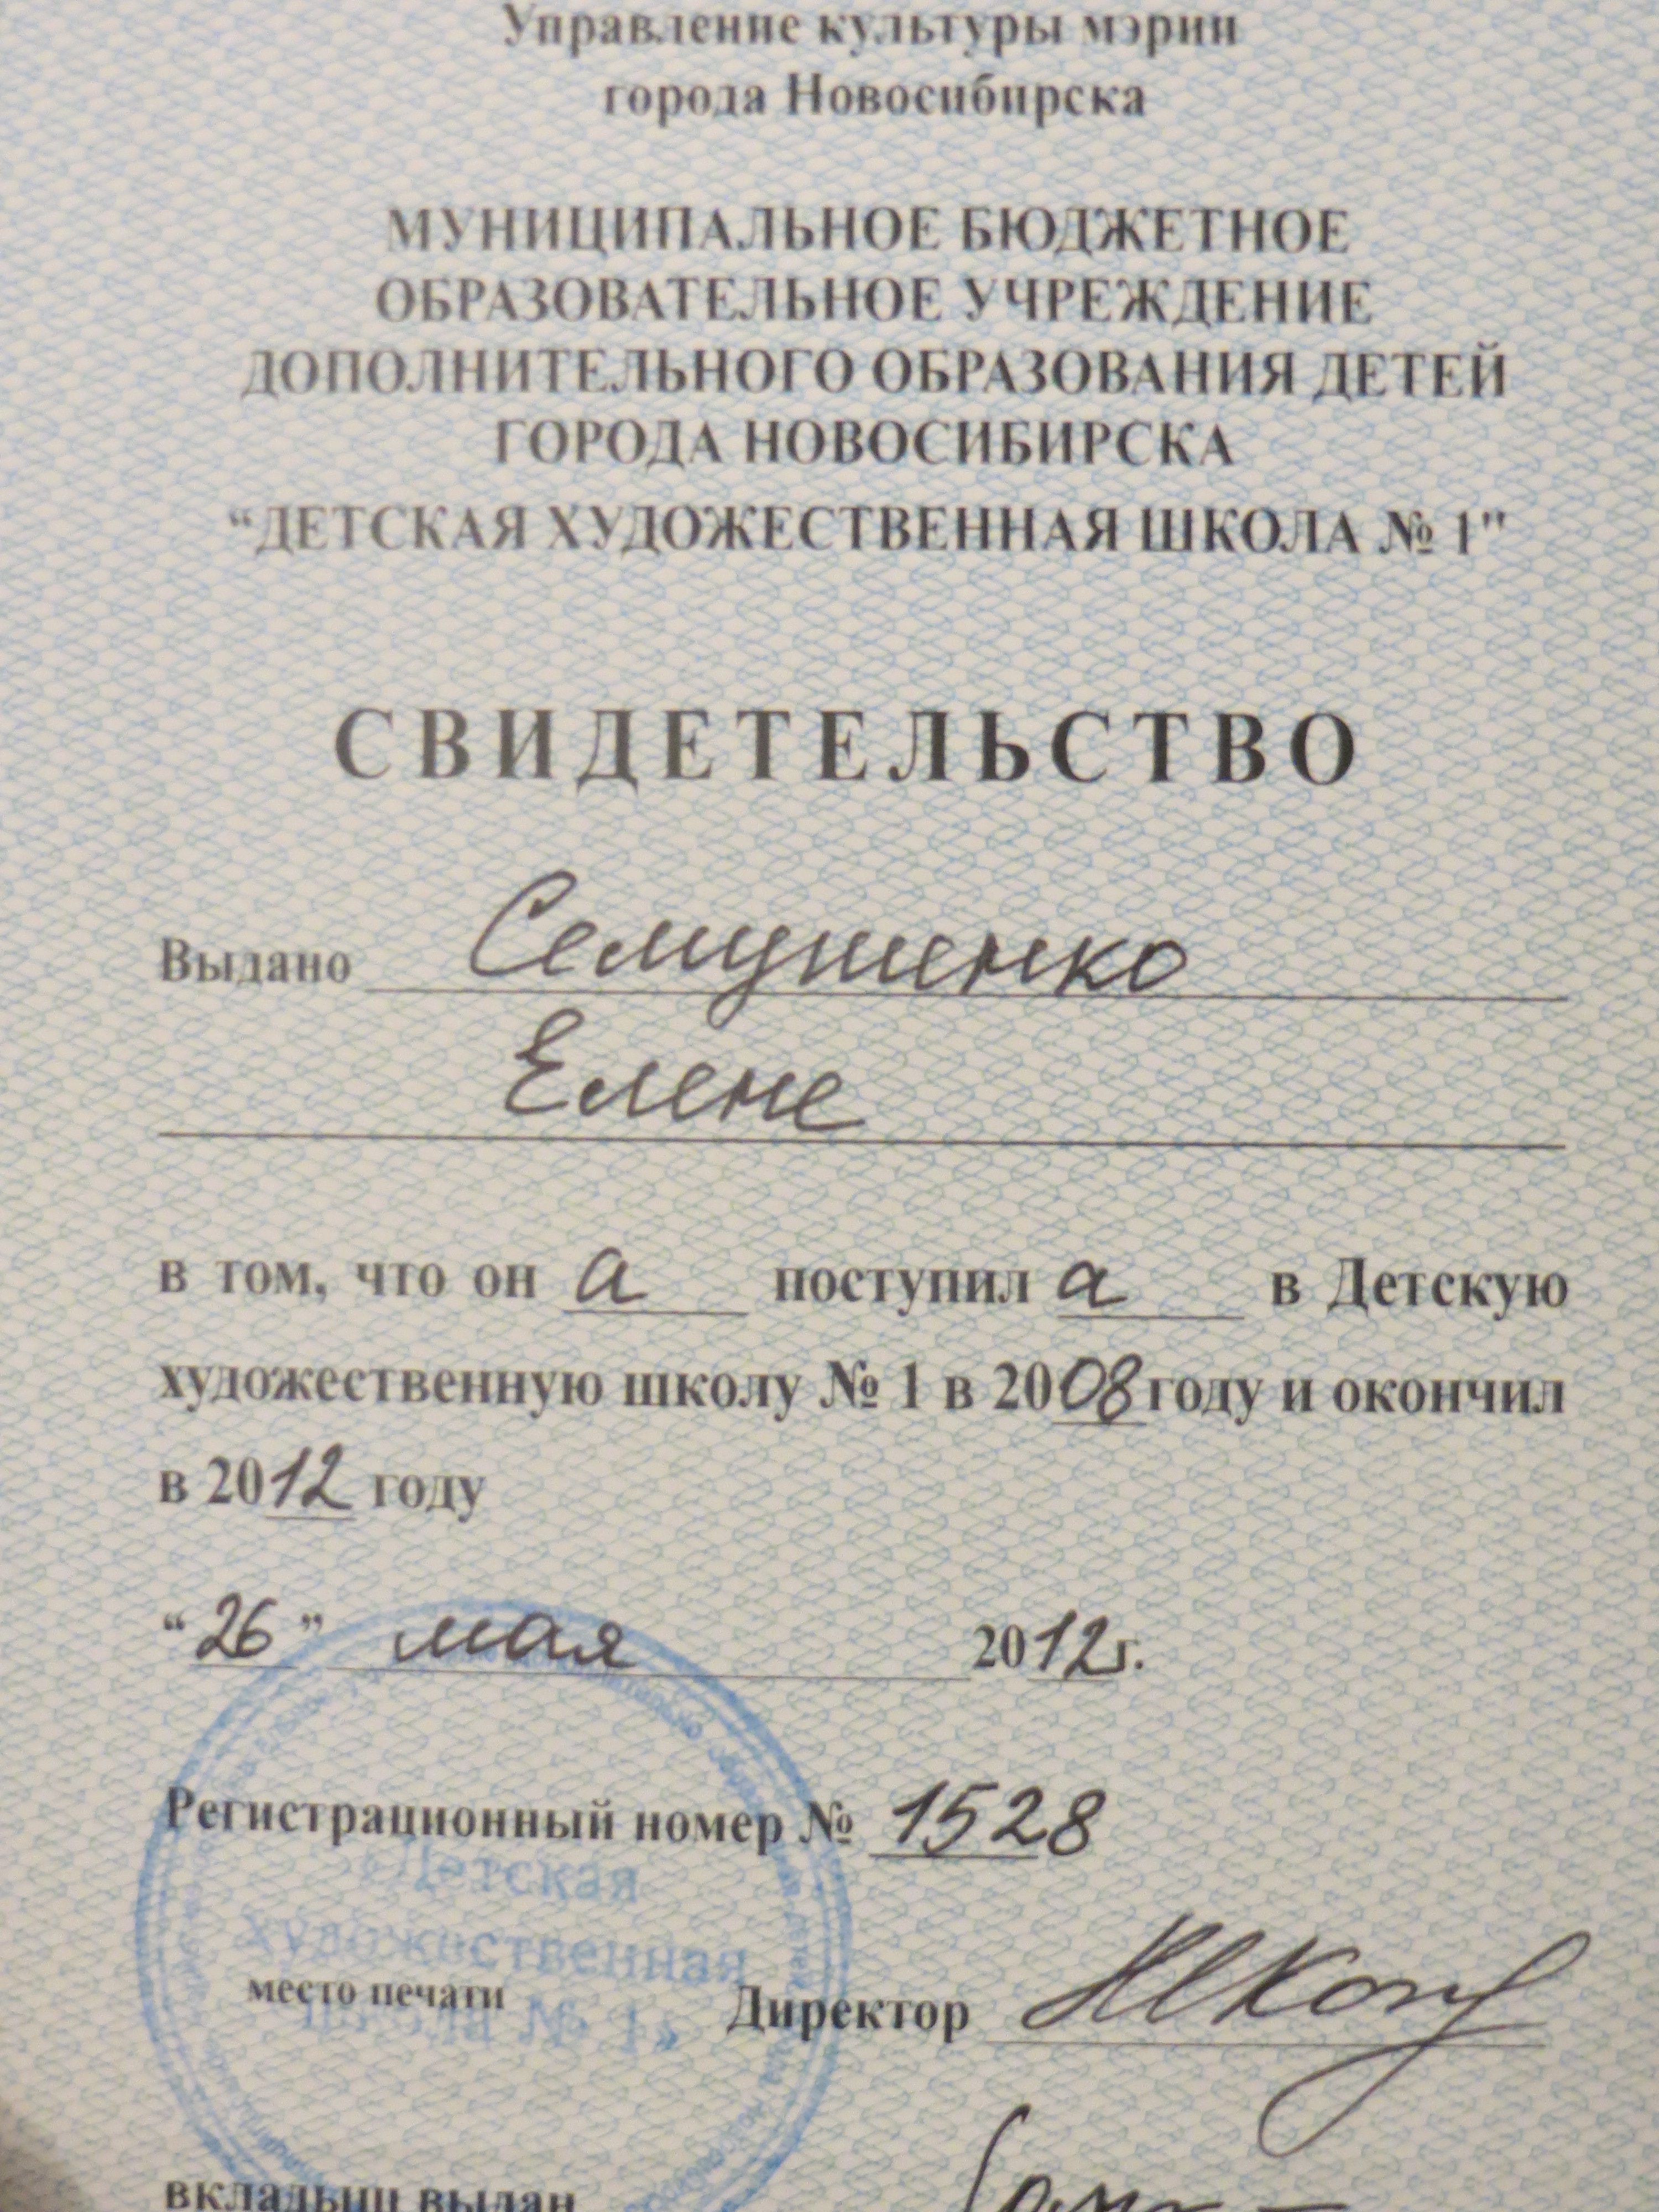 Управление культуры мэрии
города Новосибирска
МУНИЦИПАЛЬНОЕ БЮДЖЕТНОЕ
ОБРАЗОВАТЕЛЬНОЕ УЧРЕЖДЕНИЕ
ДОПОЛНИТЕЛЬНОГО ОБРАЗОВАНИЯ ДЕТЕЙ
ГОРОДА НОВОСИБИРСКА
“ДЕТСКАЯ ХУДОЖЕСТВЕННАЯ ШКОЛА № 1"
СВИДЕТЕЛЬСТВО
Выдано Семушенко
Елене
в том, что он а поступил а в Детскую
художественную школу № 1 в 2008 году и окончил
в 2012 году
“26” мая 2012г.
Регистрационный номер № 1528
Детская
художественная
школа № 1»
место печати Директор
вкладыш выдан